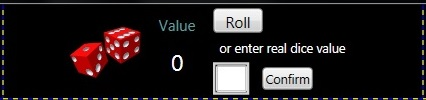 Value
Roll
0
or enter real dice value
Confirm